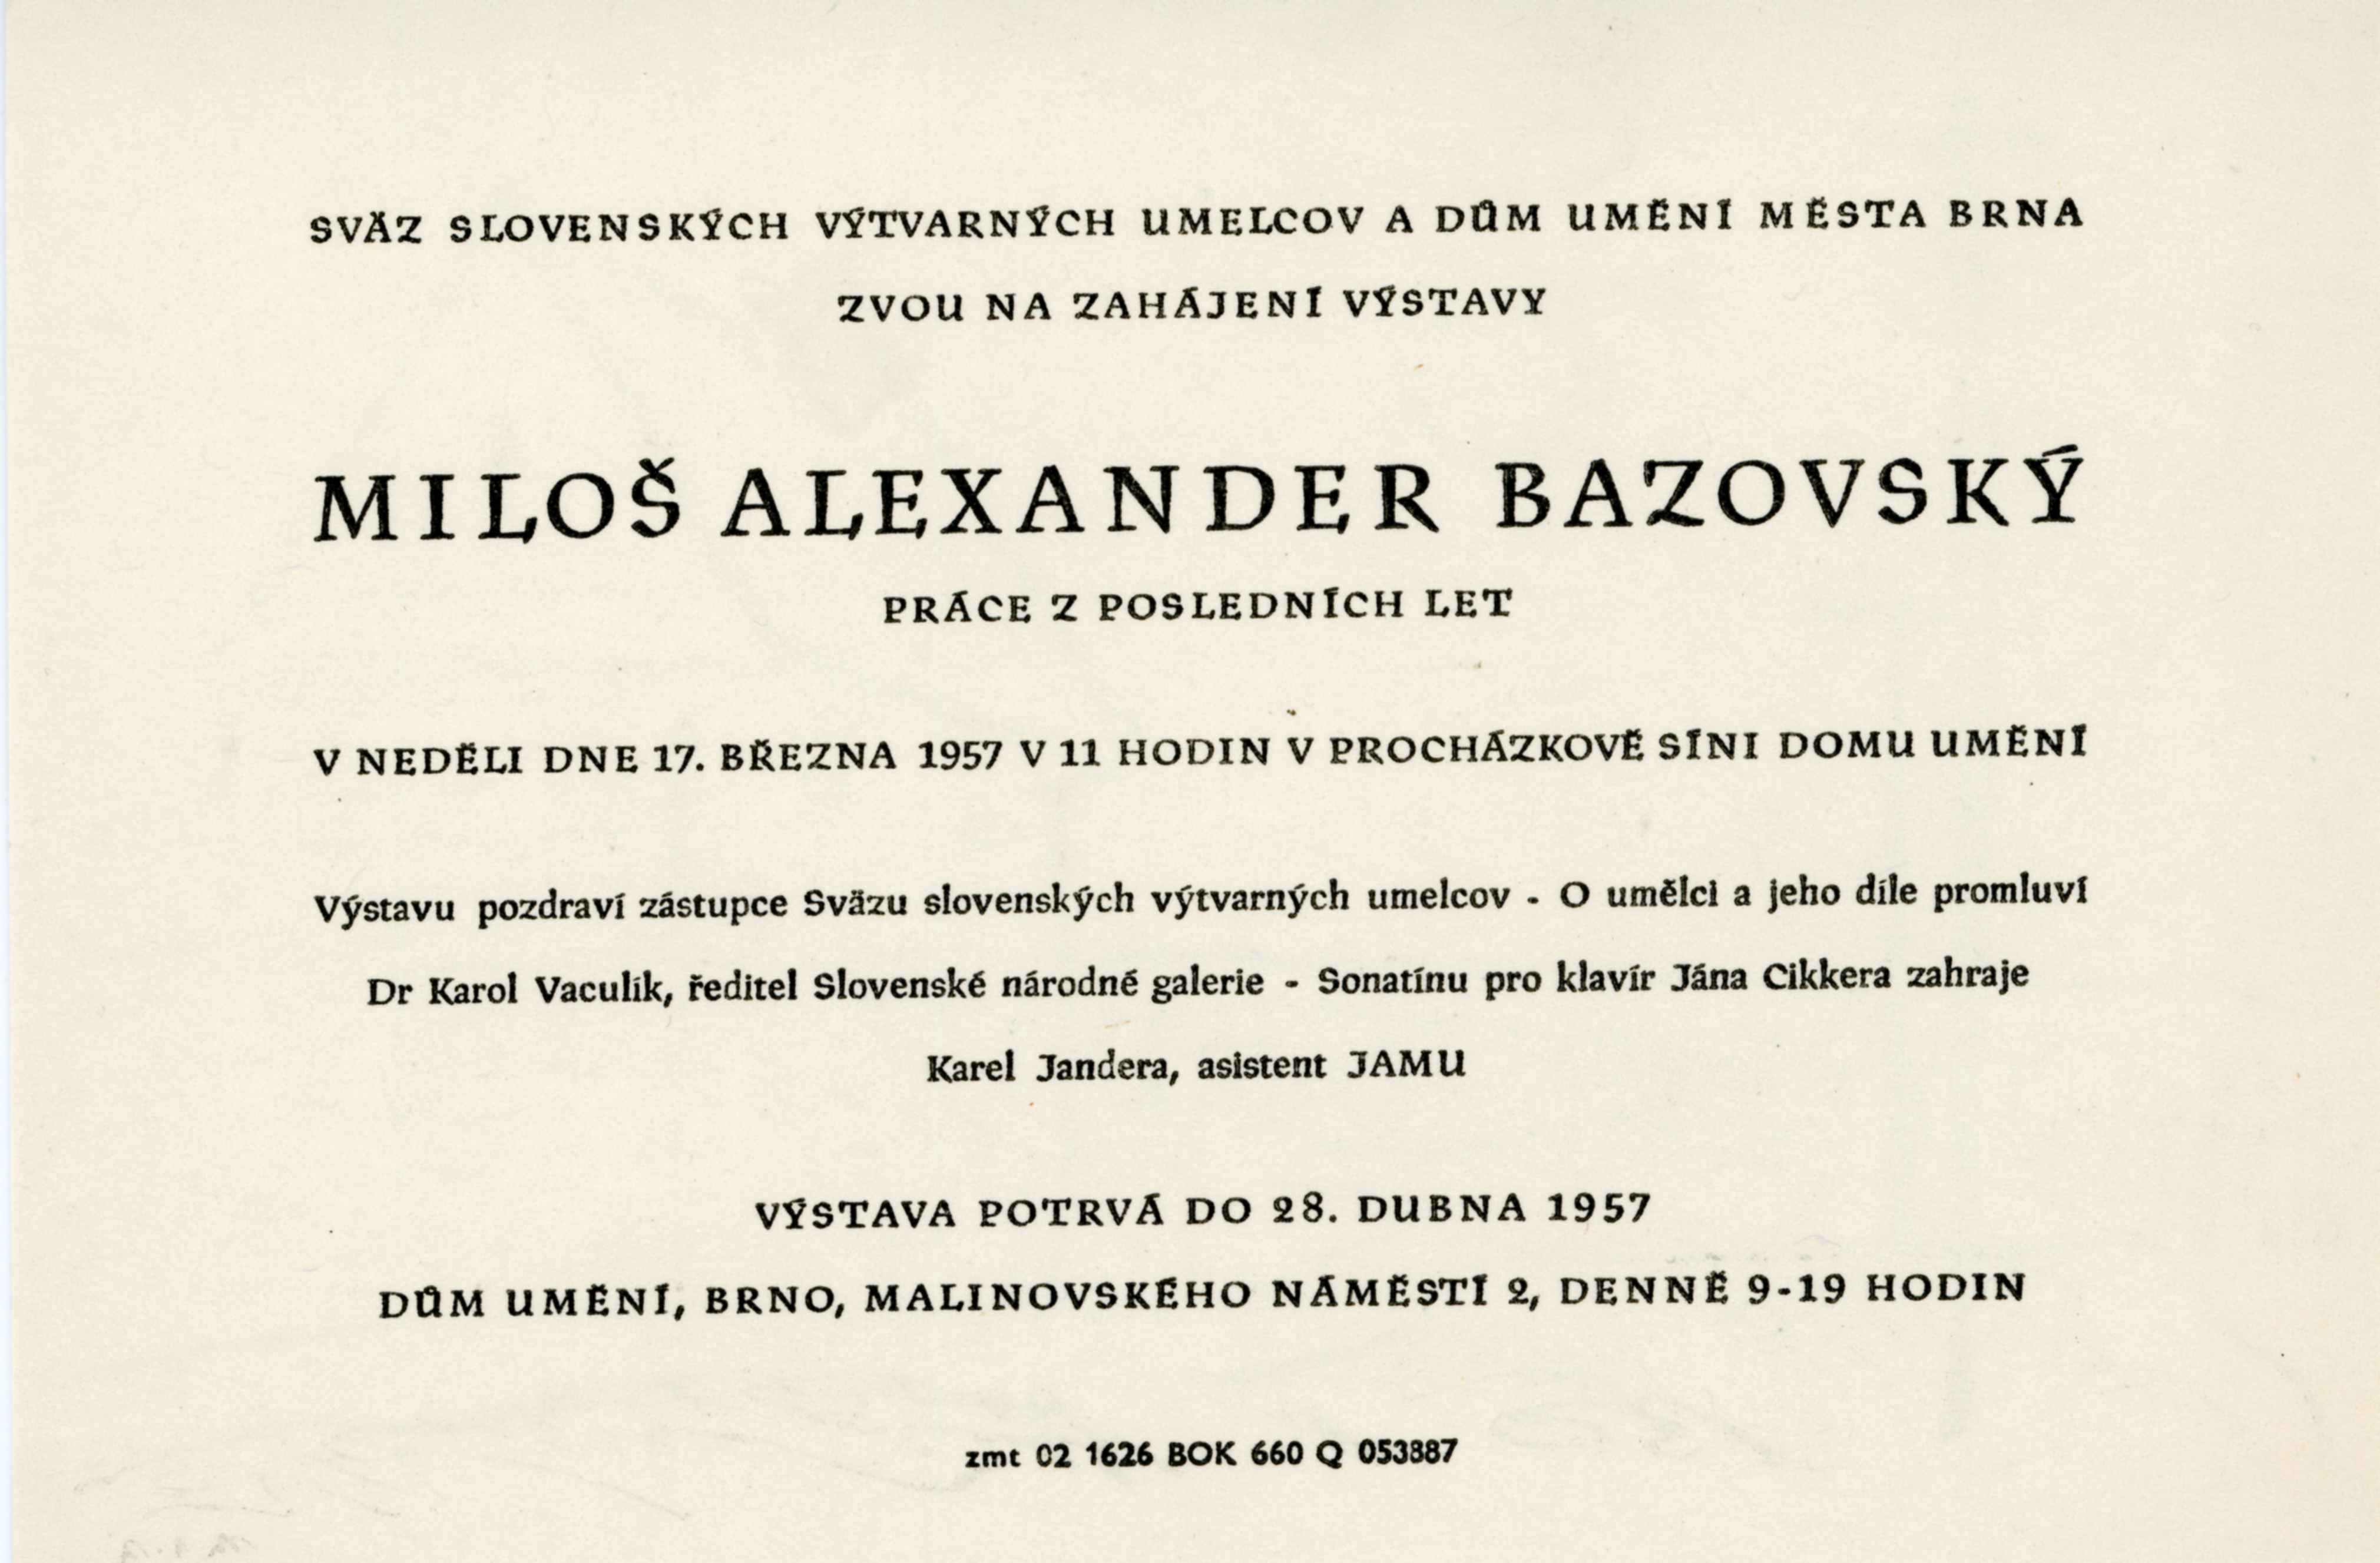 SVÄZ SLOVENSKÝCH VÝTVARNÝCH UMELCOV A DŮM UMĚNÍ MĚSTA BRNA
ZVOU NA ZAHÁJENÍ VÝSTAVY
MILOŠ ALEXANDER BAZOVSKÝ
PRÁCE Z POSLEDNÍCH LET
V NEDĚLI DNE 17. BŘEZNA 1957 V 11 HODIN V PROCHÁZKOVĚ SÍNI DOMU UMĚNÍ
Výstavu pozdraví zástupce Sväzu slovenských výtvarných umelcov - O umělci a jeho díle promluví
Dr Karol Vaculík, ředitel Slovenské národné galerie - Sonatínu pro klavír Jána Cikkera zahraje
Karel Jandera, asistent JAMU
VÝSTAVA POTRVÁ DO 28. DUBNA 1957
DŮM UMĚNÍ, BRNO, MALINOVSKÉHO NÁMĚSTÍ 2, DENNĚ 9-19 HODIN
zmt 02 1626 BOK 660 Q 053887